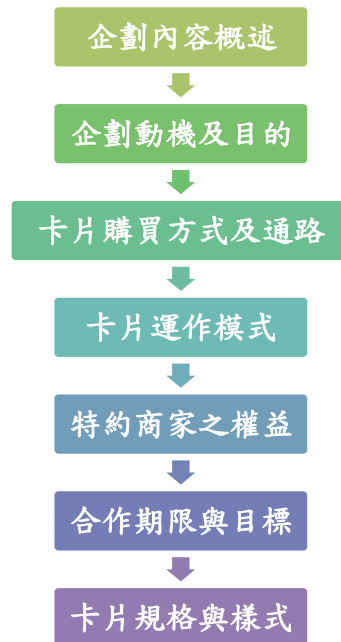 企劃內容概述
企劃動機及目的
卡片購買方式及通路
卡片運作模式
特約商家之權益
合作期限與目標
卡片規格與樣式